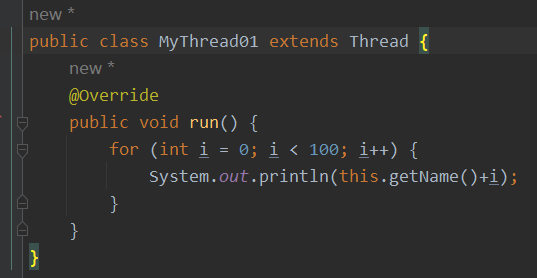 new *
public class MyThread01 extends Thread {
new *
@Override
public void run() {
for (int i = 0; i < 100; i++) {
System.out.println(this.getName()+i);
}
}
}